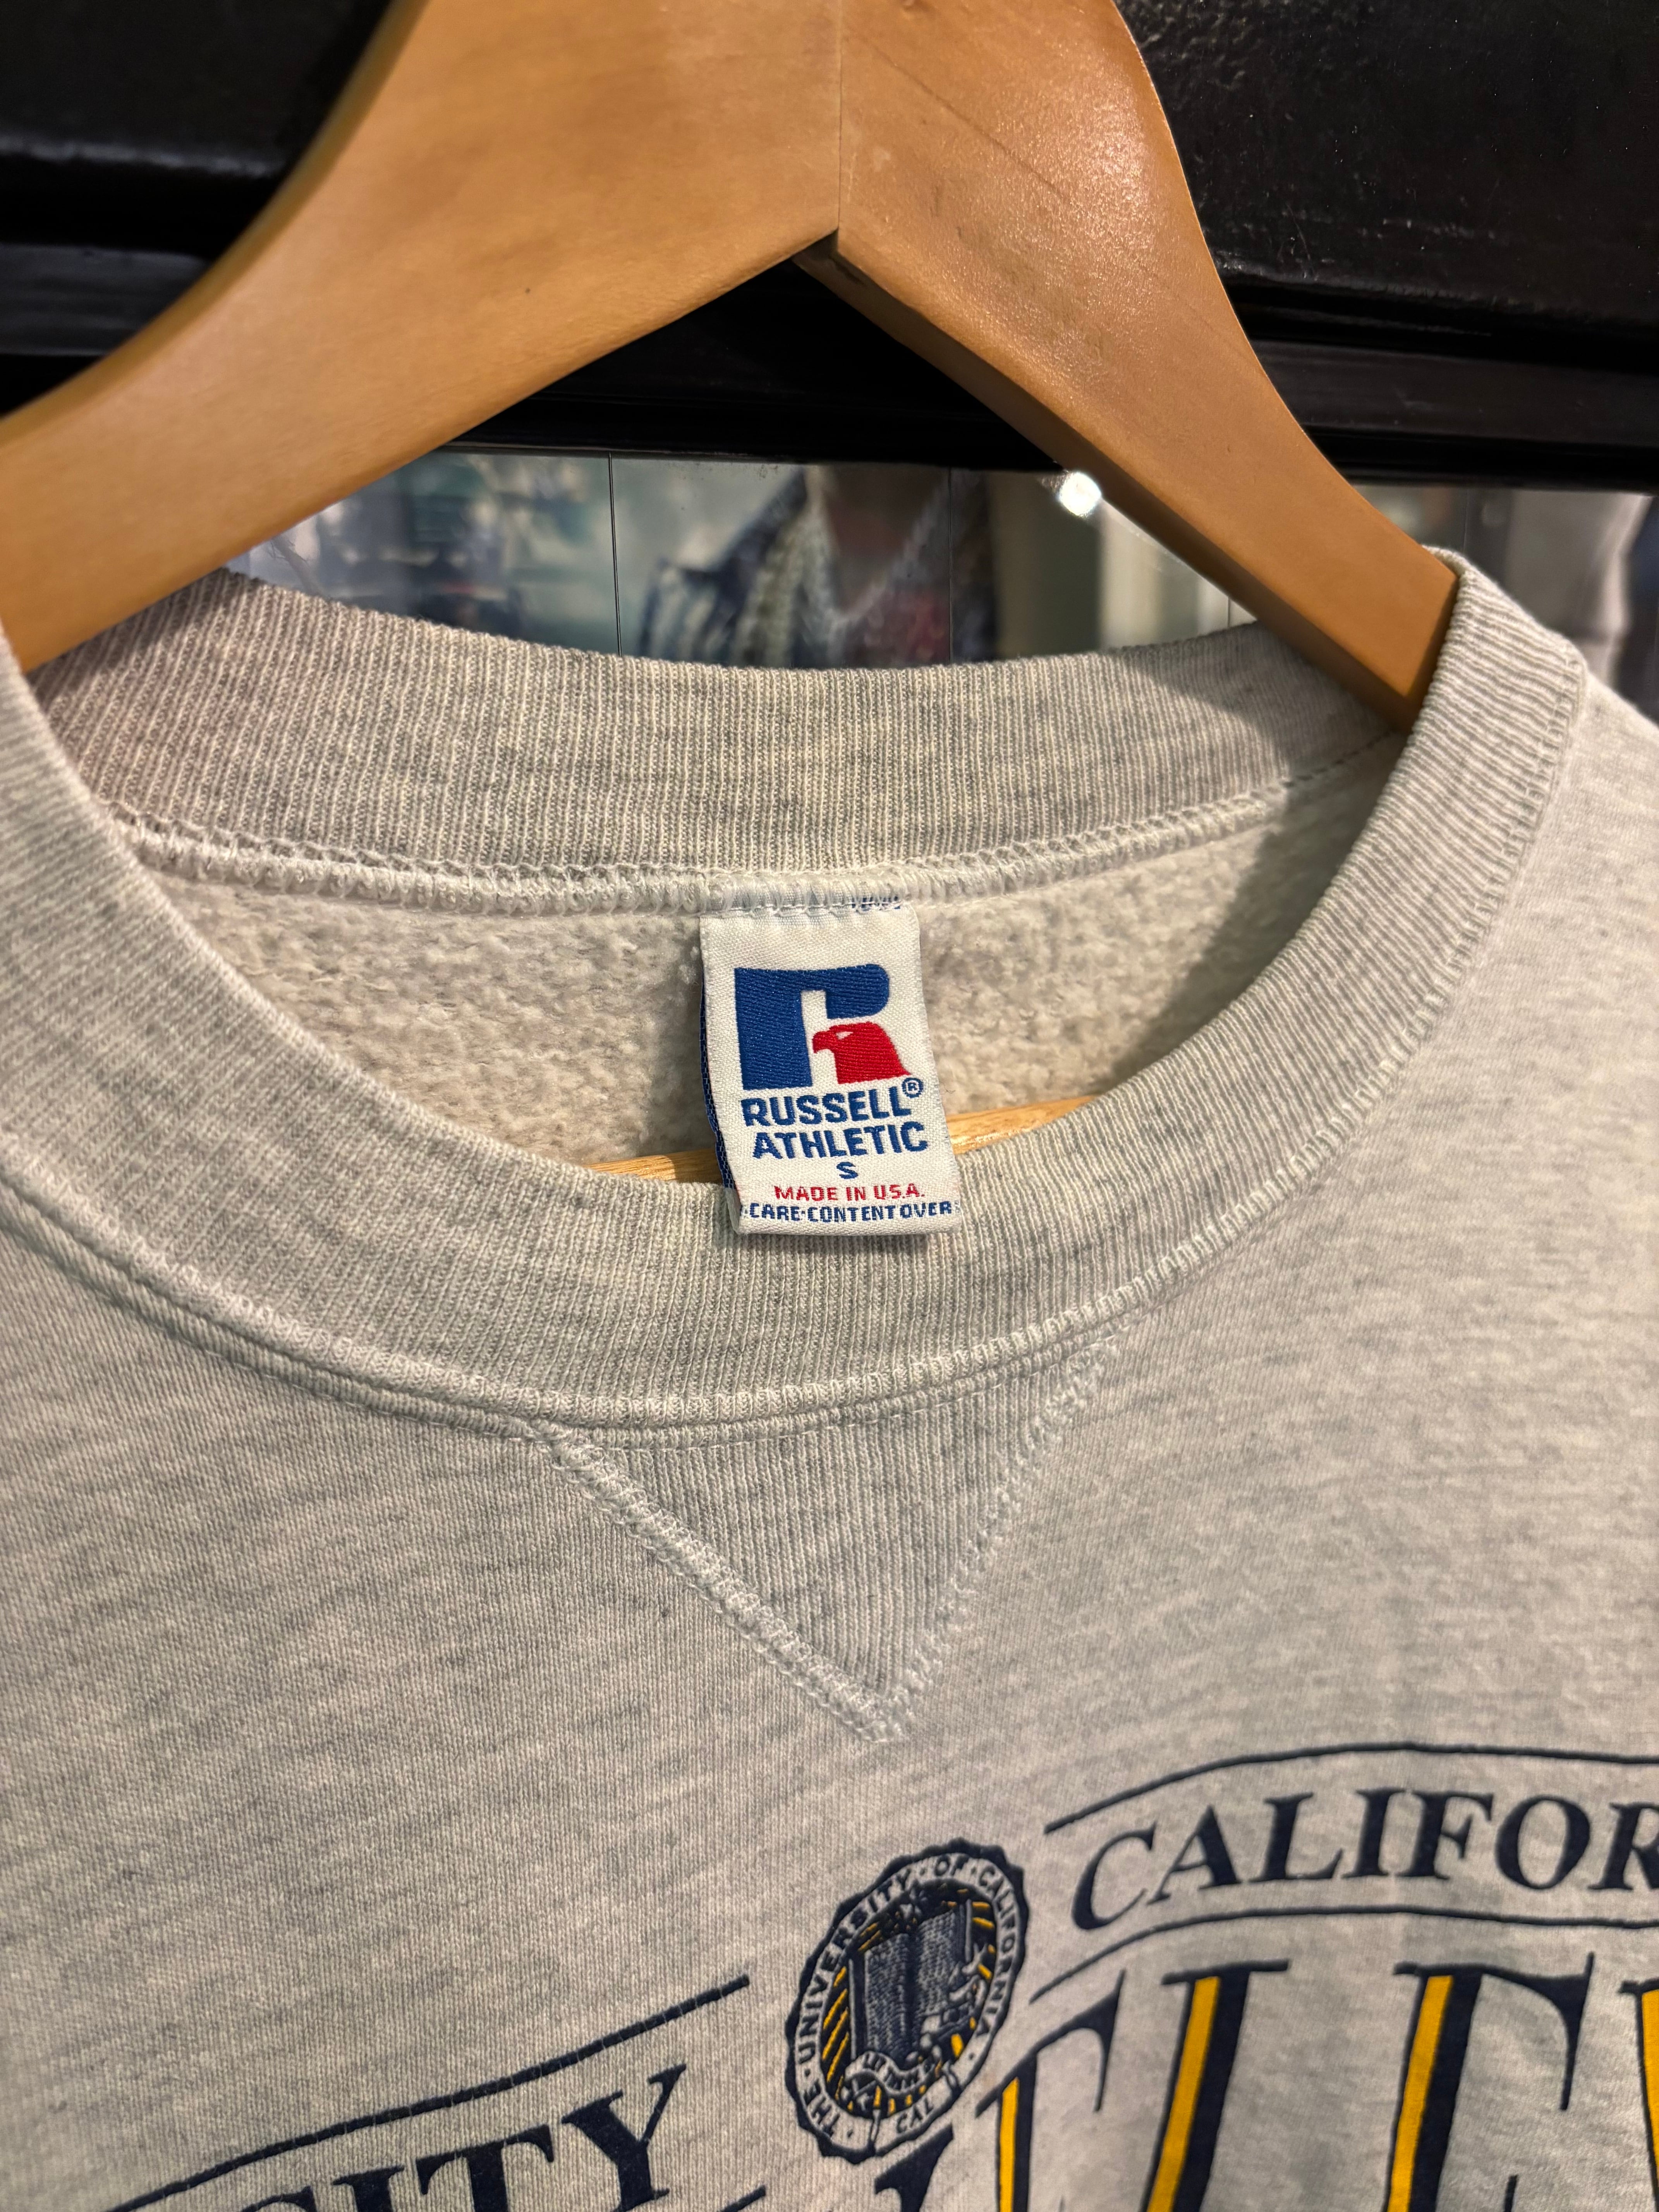 RUSSELL®
ATHLETIC
S
MADE IN U.S.A.
CARE·CONTENT OVER
CALIFOR
THE·UNIVERSITY·OF·CALIFORNIA·
CAL
SITY